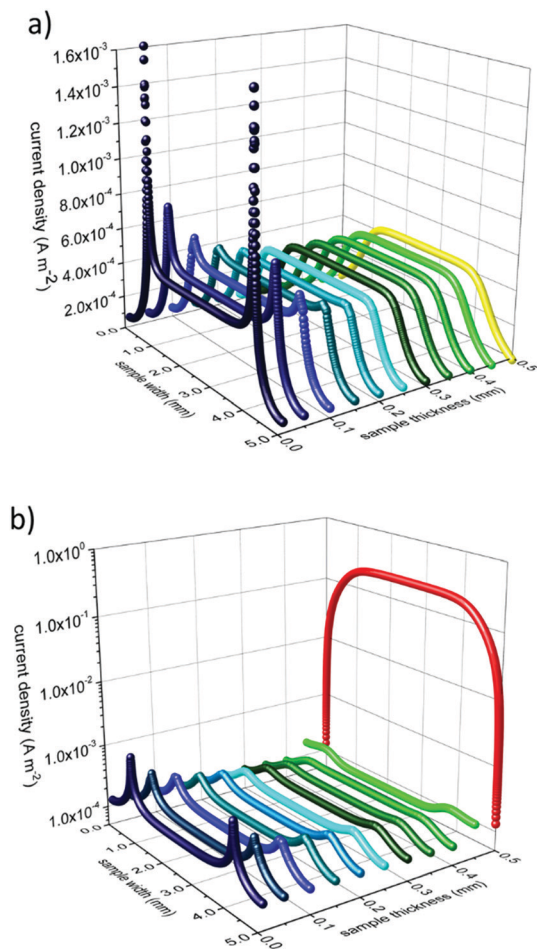 a)
1.6x10⁻³
1.4x10⁻³
1.2x10⁻³
1.0x10⁻³
8.0x10⁻⁴
6.0x10⁻⁴
4.0x10⁻⁴
2.0x10⁻⁴
current density (A m⁻²)
0.0
1.0
2.0
3.0
4.0
5.0
sample width (mm)
0.0
0.1
0.2
0.3
0.4
0.5
sample thickness (mm)
b)
1.0x10⁰
1.0x10⁻¹
1.0x10⁻²
1.0x10⁻³
1.0x10⁻⁴
current density (A m⁻²)
0.0
1.0
2.0
3.0
4.0
5.0
sample width (mm)
0.0
0.1
0.2
0.3
0.4
0.5
sample thickness (mm)